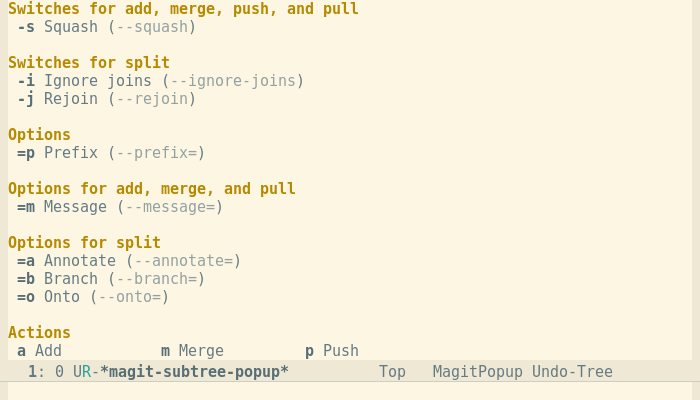 Switches for add, merge, push, and pull
-s Squash (--squash)
Switches for split
-i Ignore joins (--ignore-joins)
-j Rejoin (--rejoin)
Options
=p Prefix (--prefix=)
Options for add, merge, and pull
=m Message (--message=)
Options for split
=a Annotate (--annotate=)
=b Branch (--branch=)
=o Onto (--onto=)
Actions
a Add m Merge p Push
1: 0 UR-*magit-subtree-popup* Top MagitPopup Undo-Tree